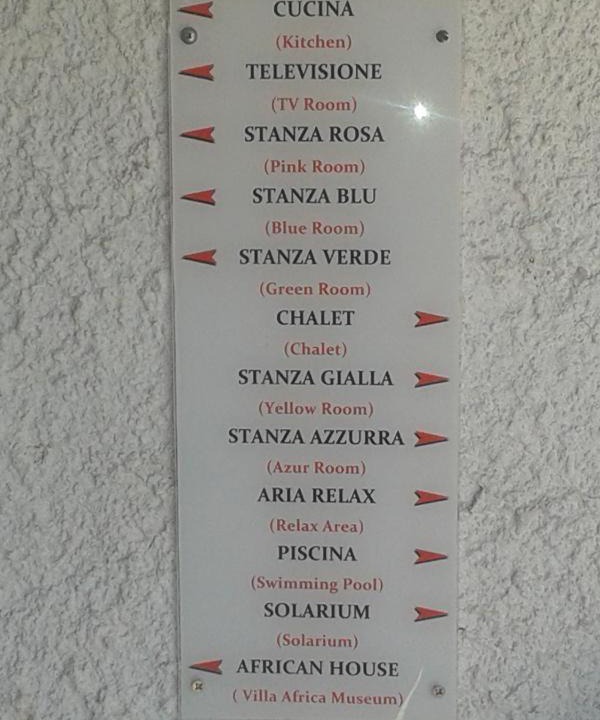 CUCINA
(Kitchen)
TELEVISIONE
(TV Room)
STANZA ROSA
(Pink Room)
STANZA BLU
(Blue Room)
STANZA VERDE
(Green Room)
CHALET
(Chalet)
STANZA GIALLA
(Yellow Room)
STANZA AZZURRA
(Azur Room)
ARIA RELAX
(Relax Area)
PISCINA
(Swimming Pool)
SOLARIUM
(Solarium)
AFRICAN HOUSE
( Villa Africa Museum)